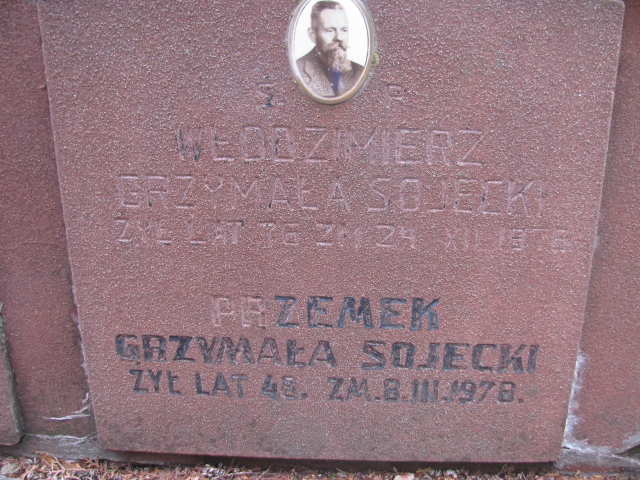 Ś P
WŁODZIMIERZ
GRZYMAŁA SOJECKI
ŻYŁ LAT 76 ZM 24 XII 1978
PRZEMEK
GRZYMAŁA SOJECKI
ŻYŁ LAT 48. ZM.8.III.1978.